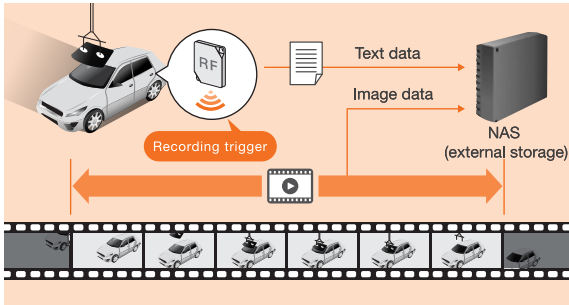 RF
Recording trigger
Text data
Image data
NAS
(external storage)